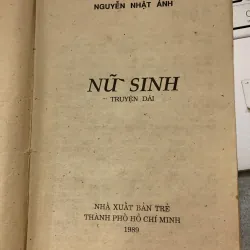 NGUYỄN NHẬT ÁNH
NỮ SINH
TRUYỆN DÀI
NHÀ XUẤT BẢN TRẺ
THÀNH PHỐ HỒ CHÍ MINH
1989